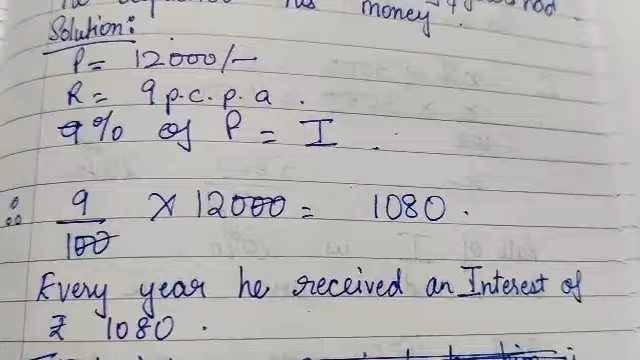 money.
Solution:
P= 12000/-
R= 9 p.c.p.a.
9% of P = I.
∴ 9/100 × 12000 = 1080.
Every year he received an Interest of
₹ 1080.